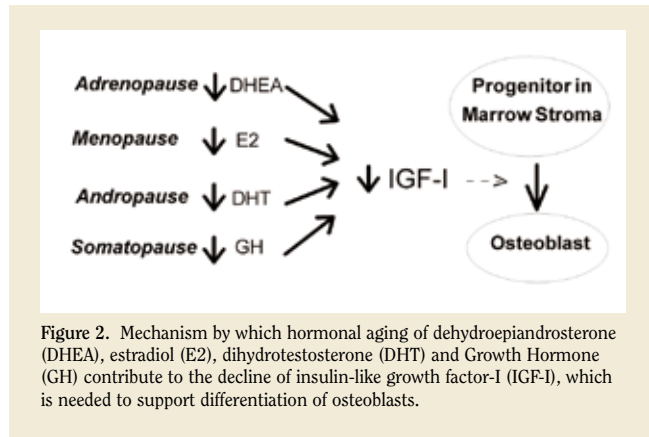 Adrenopause ↓ DHEA
Menopause ↓ E2
Andropause ↓ DHT
Somatopause ↓ GH
↓ IGF-I -->
Progenitor in
Marrow Stroma
Osteoblast
Figure 2. Mechanism by which hormonal aging of dehydroepiandrosterone
(DHEA), estradiol (E2), dihydrotestosterone (DHT) and Growth Hormone
(GH) contribute to the decline of insulin-like growth factor-I (IGF-I), which
is needed to support differentiation of osteoblasts.